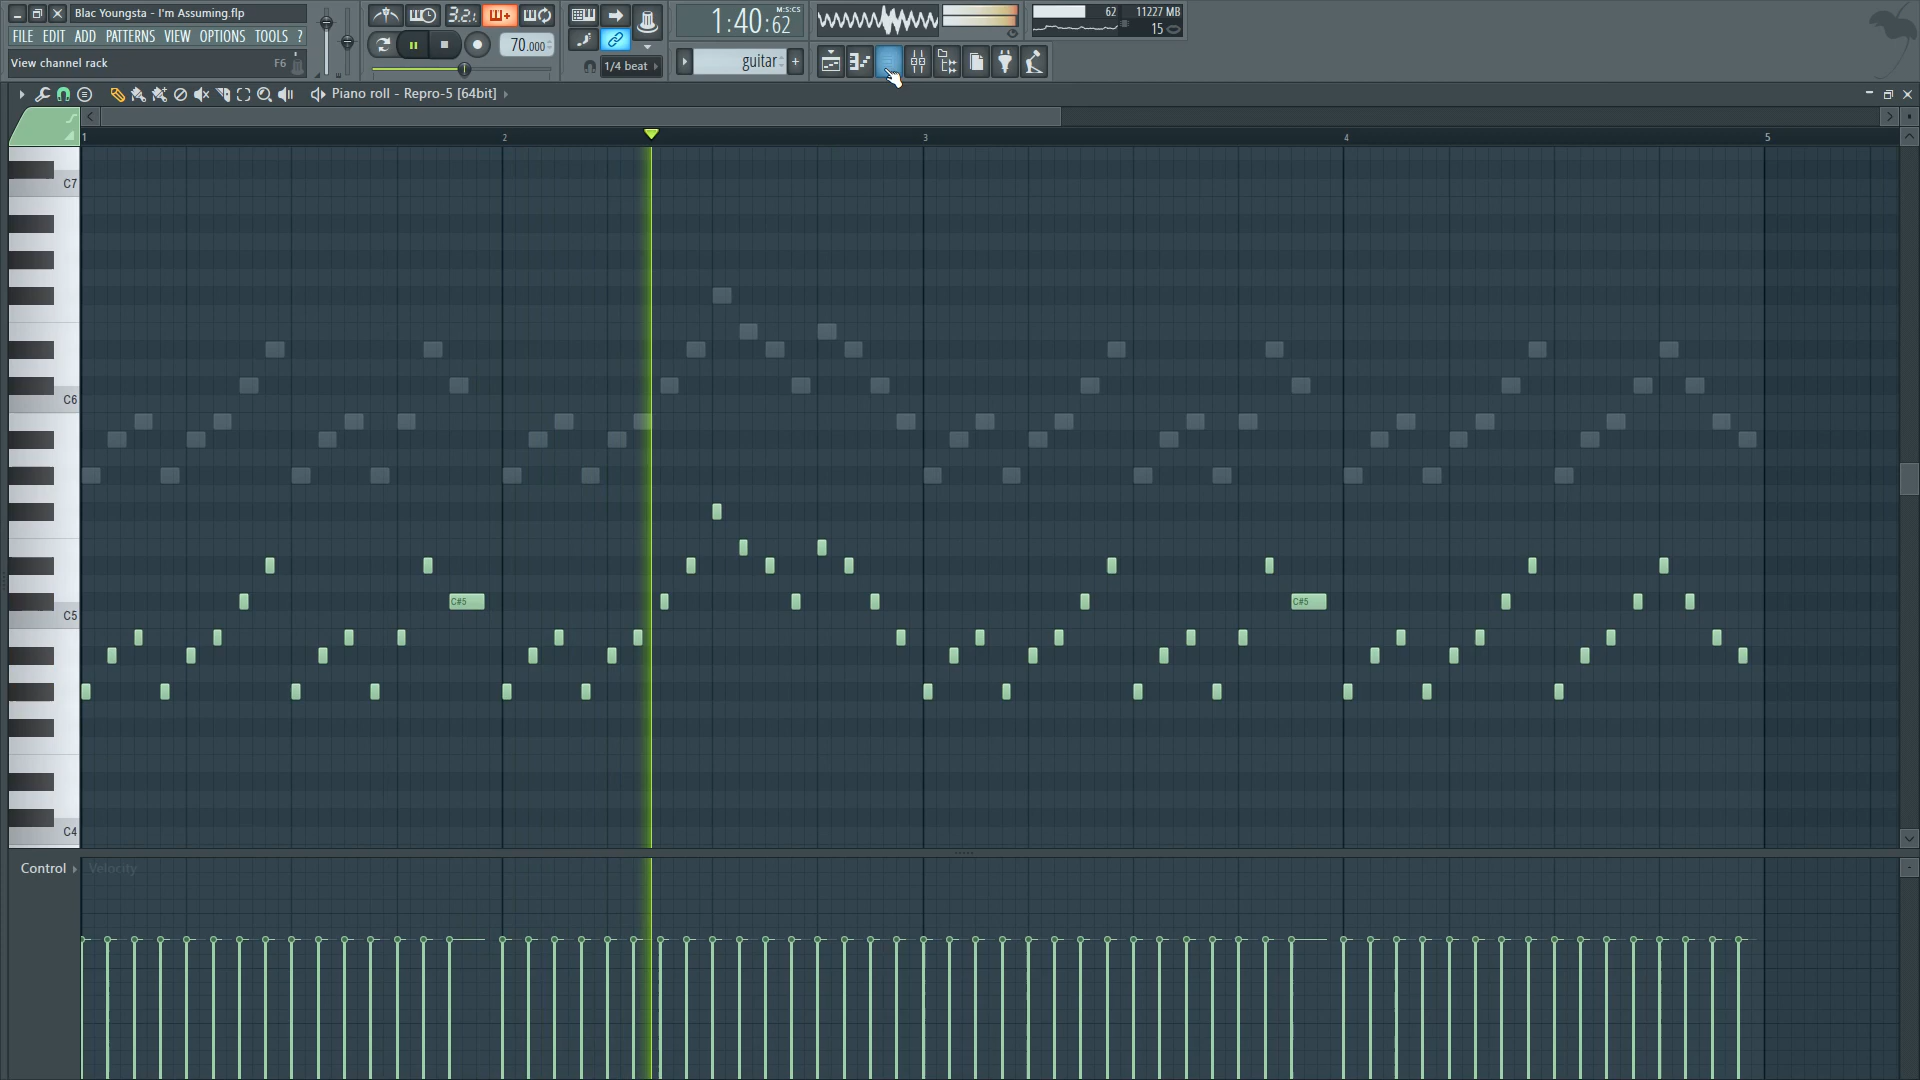 Blac Youngsta - I'm Assuming.flp
FILE EDIT ADD PATTERNS VIEW OPTIONS TOOLS ?
View channel rack F6
3.2.
70.000
1/4 beat
1:40:62
M:S:CS
guitar
62
11227 MB
15
Piano roll - Repro-5 [64bit]
1 2 3 4 5
C7
C6
C5
C4
C#5
C#5
Control
Velocity